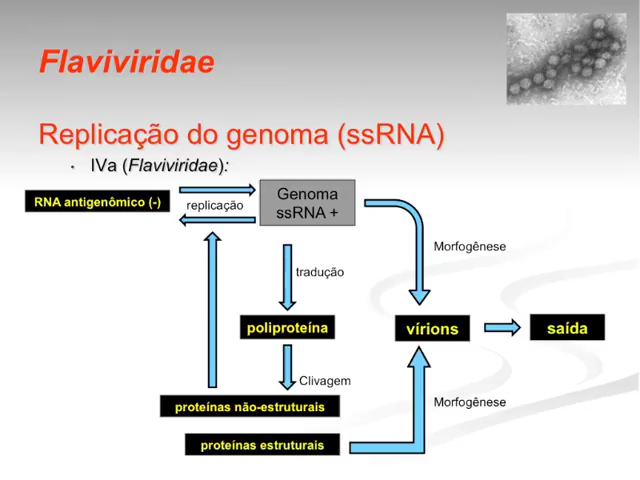 Flaviviridae
Replicação do genoma (ssRNA)
• IVa (Flaviviridae):
RNA antigenômico (-)
replicação
Genoma
ssRNA +
Morfogênese
tradução
poliproteína
vírions
saída
Clivagem
proteínas não-estruturais
Morfogênese
proteínas estruturais